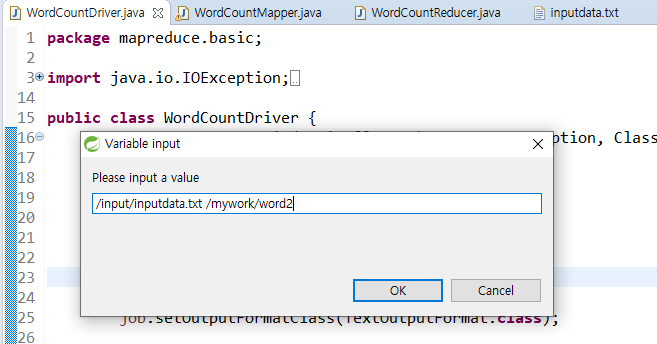 WordCountDriver.java WordCountMapper.java WordCountReducer.java inputdata.txt
1 package mapreduce.basic;
2
3 import java.io.IOException;
14
15 public class WordCountDriver {
16 ption, Class
Variable input
17
Please input a value
18
/input/inputdata.txt /mywork/word2
19
20
21
22
23
OK Cancel
24
25 job.setOutputFormatClass(TextOutputFormat.class);
26